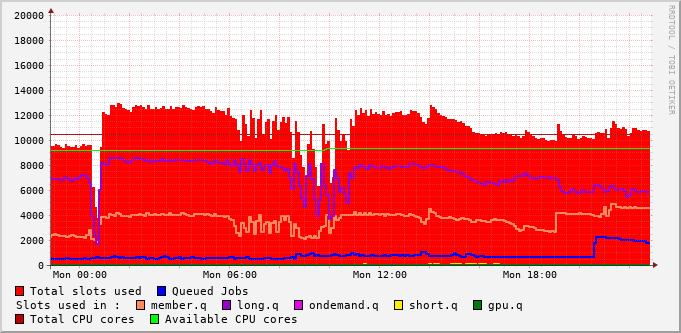 20000
18000
16000
14000
12000
10000
8000
6000
4000
2000
0
Mon 00:00 Mon 06:00 Mon 12:00 Mon 18:00
RRDTOOL / TOBI OETIKER
Total slots used Queued Jobs
Slots used in : member.q long.q ondemand.q short.q gpu.q
Total CPU cores Available CPU cores